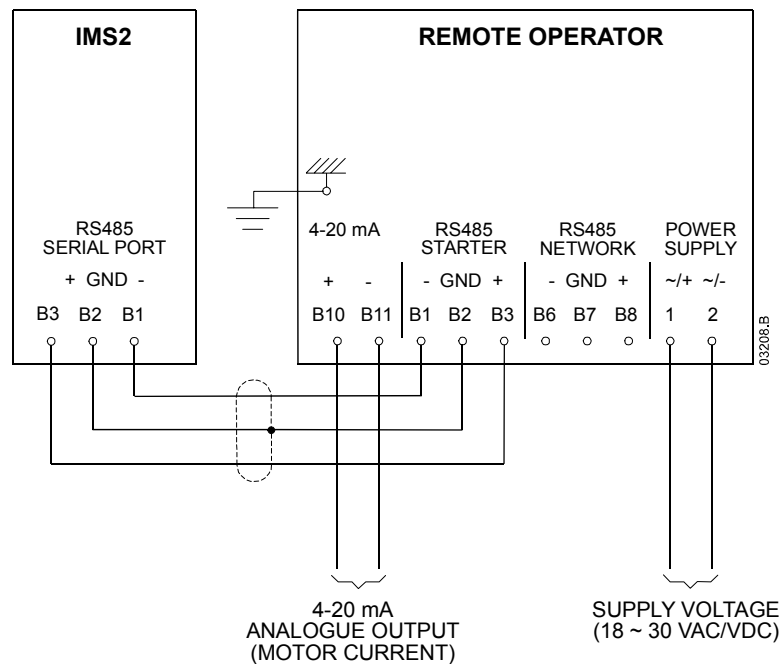 IMS2
REMOTE OPERATOR
RS485
SERIAL PORT
+ GND -
B3 B2 B1
4-20 mA
+ -
B10 B11
RS485
STARTER
- GND +
B1 B2 B3
RS485
NETWORK
- GND +
B6 B7 B8
POWER
SUPPLY
~/+ ~/-
1 2
03208.B
4-20 mA
ANALOGUE OUTPUT
(MOTOR CURRENT)
SUPPLY VOLTAGE
(18 ~ 30 VAC/VDC)